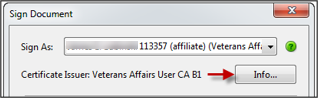 Sign Document
Sign As: 113357 (affiliate) (Veterans Affa
Certificate Issuer: Veterans Affairs User CA B1 Info...